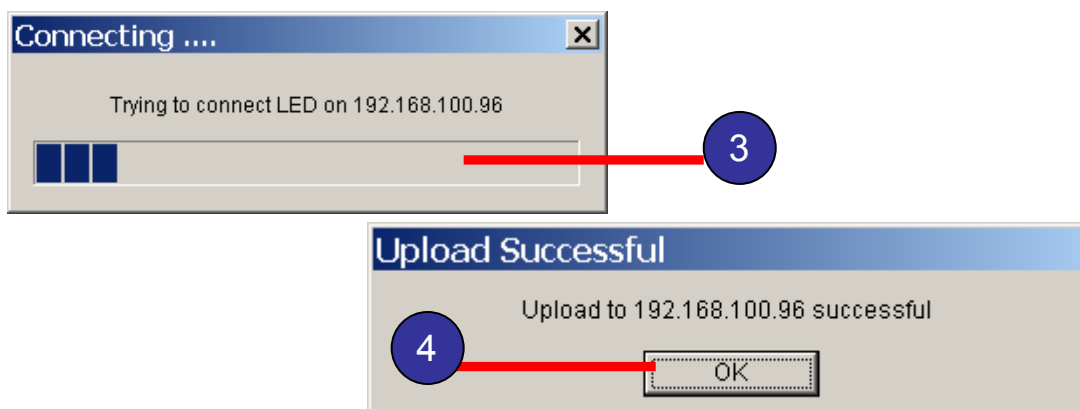 Connecting ....
Trying to connect LED on 192.168.100.96
3
Upload Successful
Upload to 192.168.100.96 successful
4
OK